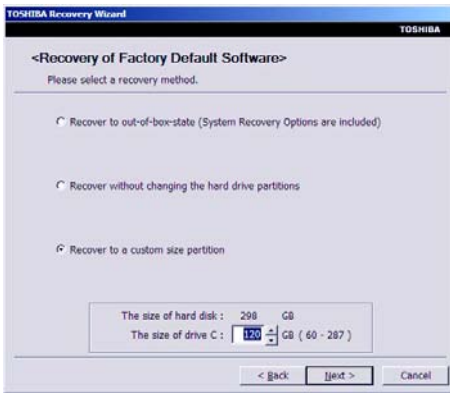 TOSHIBA Recovery Wizard
TOSHIBA
<Recovery of Factory Default Software>
Please select a recovery method.
Recover to out-of-box-state (System Recovery Options are included)
Recover without changing the hard drive partitions
Recover to a custom size partition
The size of hard disk : 298 GB
The size of drive C : 120 GB ( 60 - 287 )
< Back Next > Cancel